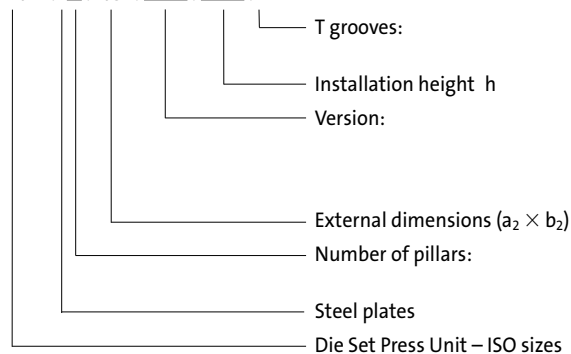 T grooves:
Installation height h
Version:
External dimensions (a₂ × b₂)
Number of pillars:
Steel plates
Die Set Press Unit – ISO sizes